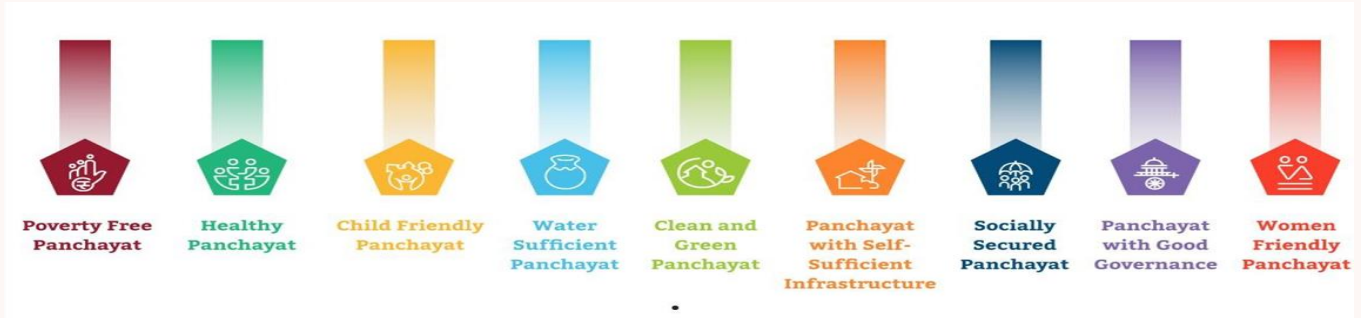 Poverty Free
Panchayat
Healthy
Panchayat
Child Friendly
Panchayat
Water
Sufficient
Panchayat
Clean and
Green
Panchayat
Panchayat
with Self-
Sufficient
Infrastructure
Socially
Secured
Panchayat
Panchayat
with Good
Governance
Women
Friendly
Panchayat